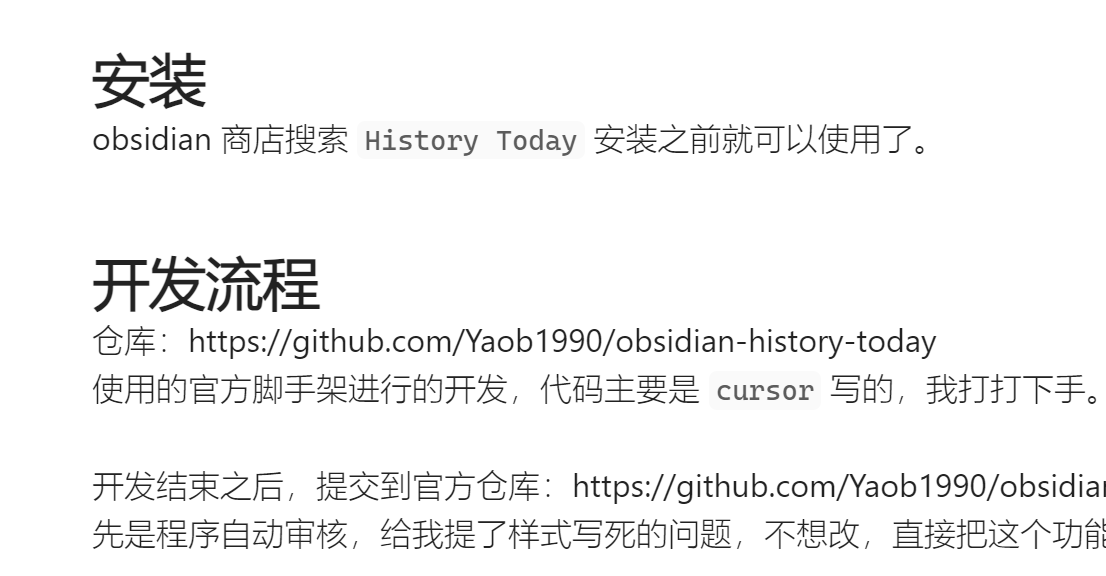 安装
obsidian 商店搜索 History Today 安装之前就可以使用了。
开发流程
仓库：https://github.com/Yaob1990/obsidian-history-today
使用的官方脚手架进行的开发，代码主要是 cursor 写的，我打打下手。
开发结束之后，提交到官方仓库：https://github.com/Yaob1990/obsidian
先是程序自动审核，给我提了样式写死的问题，不想改，直接把这个功能